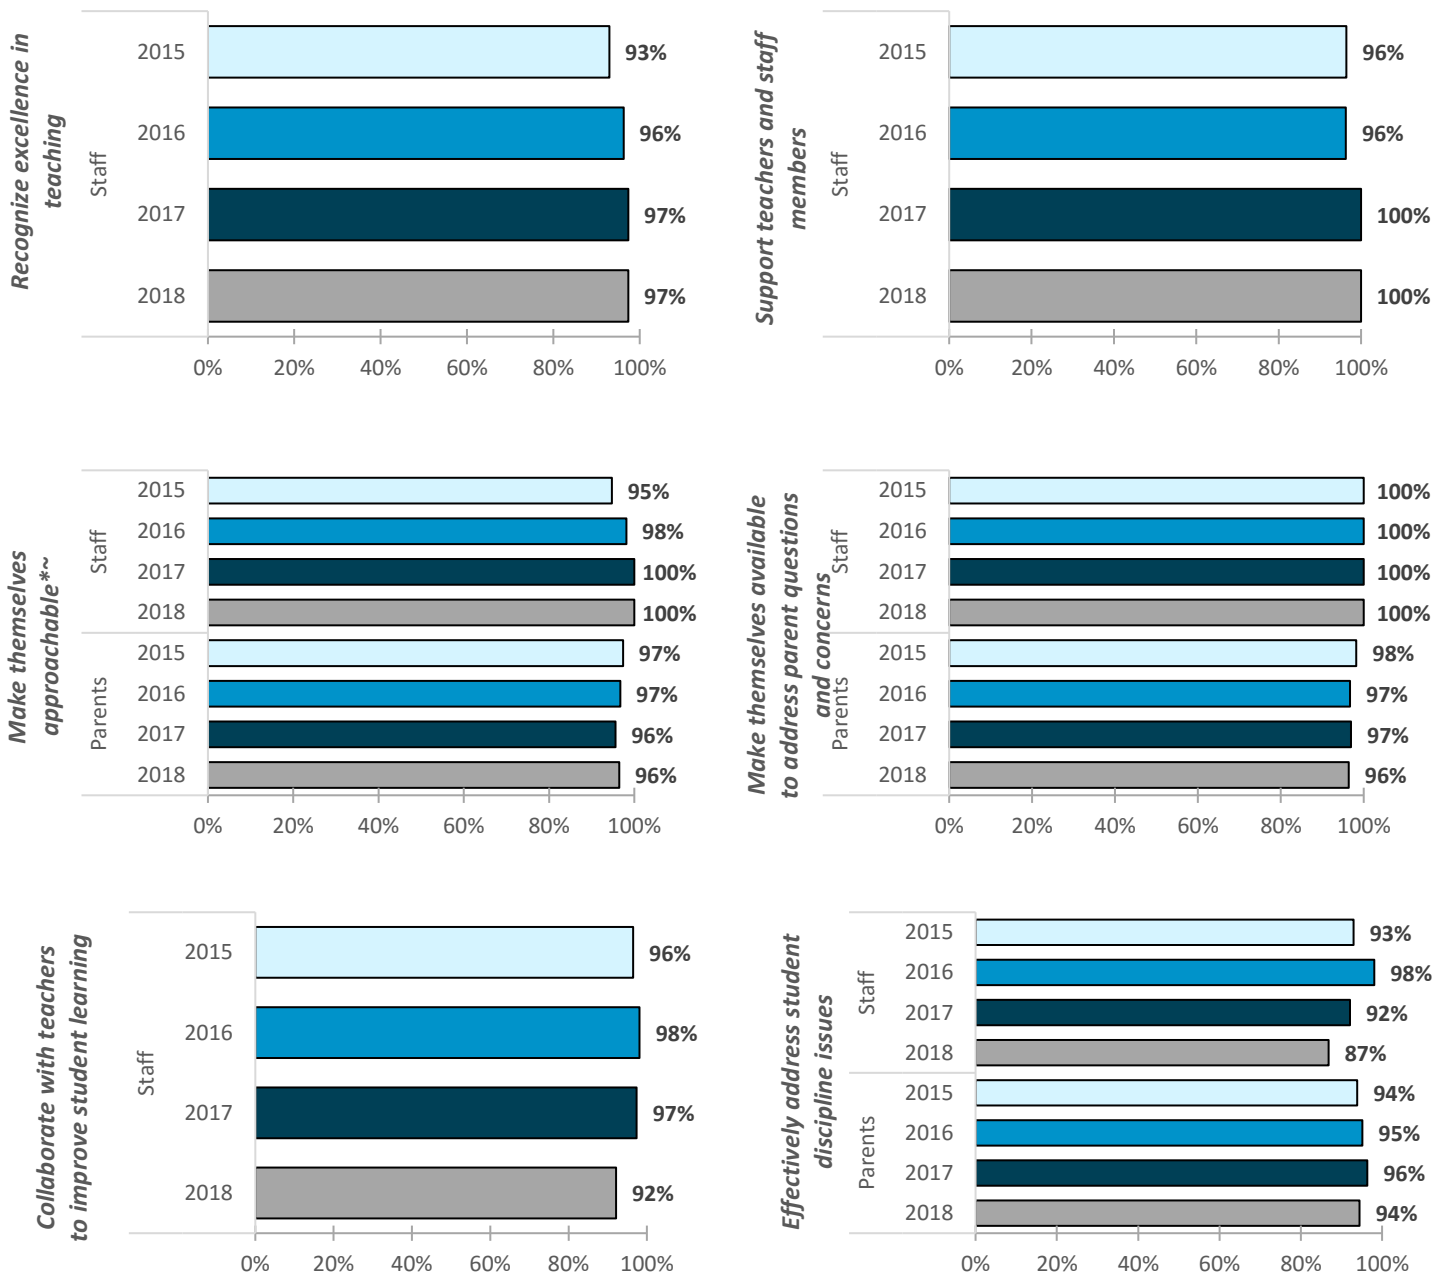 Recognize excellence in
teaching
Staff
2015
93%
2016
96%
2017
97%
2018
97%
0% 20% 40% 60% 80% 100%
Support teachers and staff
members
Staff
2015
96%
2016
96%
2017
100%
2018
100%
0% 20% 40% 60% 80% 100%
Make themselves
approachable*~
Staff
2015
95%
2016
98%
2017
100%
2018
100%
Parents
2015
97%
2016
97%
2017
96%
2018
96%
0% 20% 40% 60% 80% 100%
Make themselves available
to address parent questions
and concerns
Staff
2015
100%
2016
100%
2017
100%
2018
100%
Parents
2015
98%
2016
97%
2017
97%
2018
96%
0% 20% 40% 60% 80% 100%
Collaborate with teachers
to improve student learning
Staff
2015
96%
2016
98%
2017
97%
2018
92%
0% 20% 40% 60% 80% 100%
Effectively address student
discipline issues
Staff
2015
93%
2016
98%
2017
92%
2018
87%
Parents
2015
94%
2016
95%
2017
96%
2018
94%
0% 20% 40% 60% 80% 100%